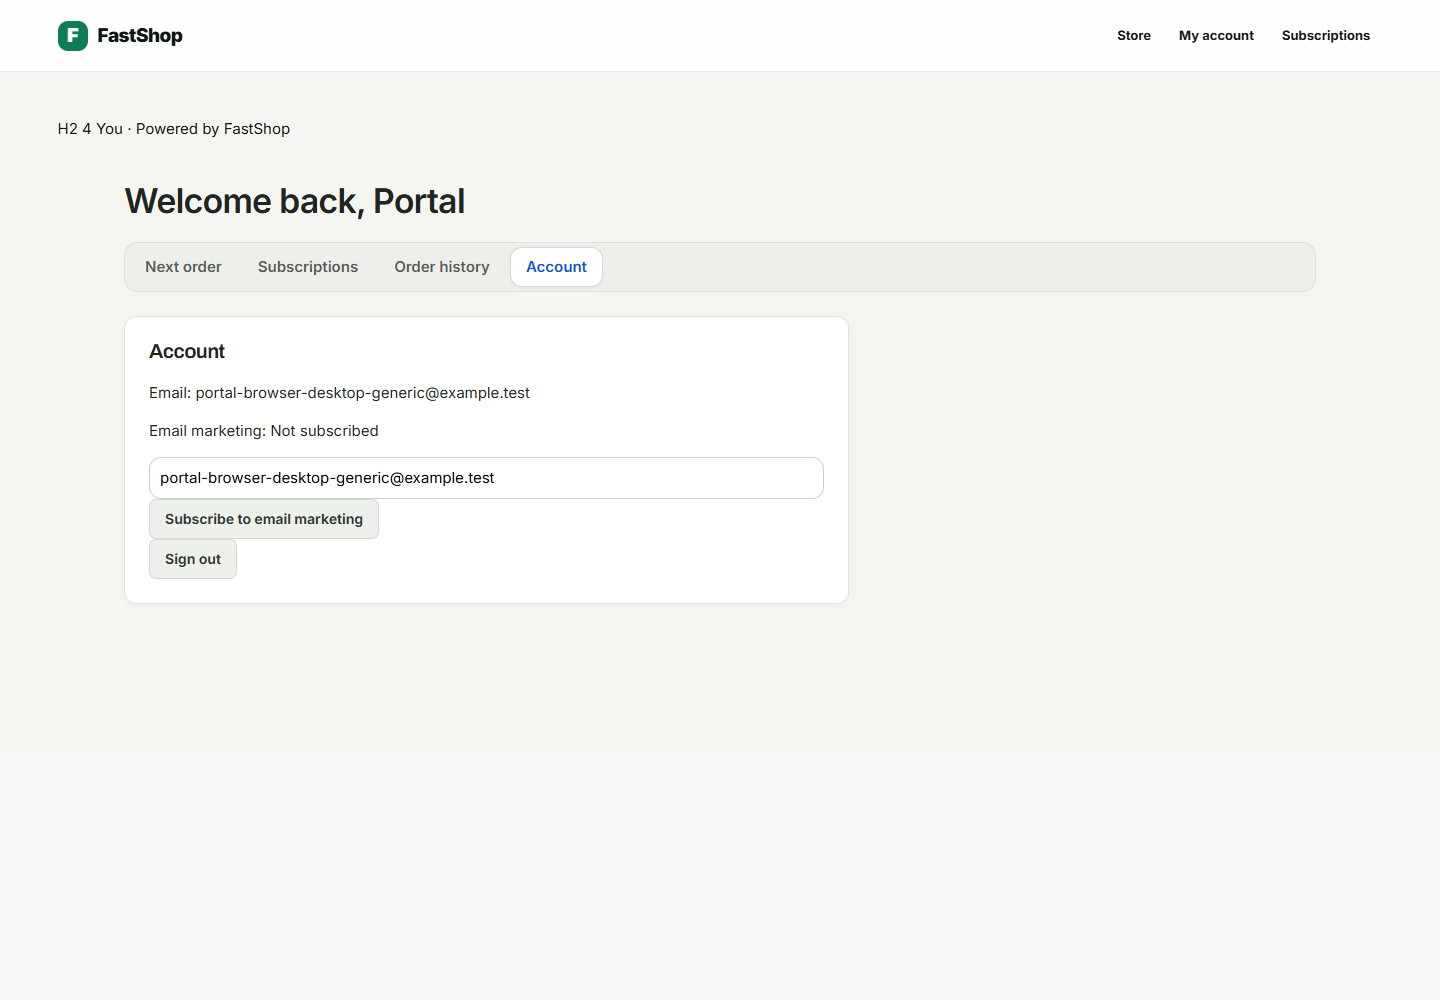 F FastShop
Store My account Subscriptions
H2 4 You · Powered by FastShop
Welcome back, Portal
Next order Subscriptions Order history Account
Account
Email: portal-browser-desktop-generic@example.test
Email marketing: Not subscribed
portal-browser-desktop-generic@example.test
Subscribe to email marketing
Sign out